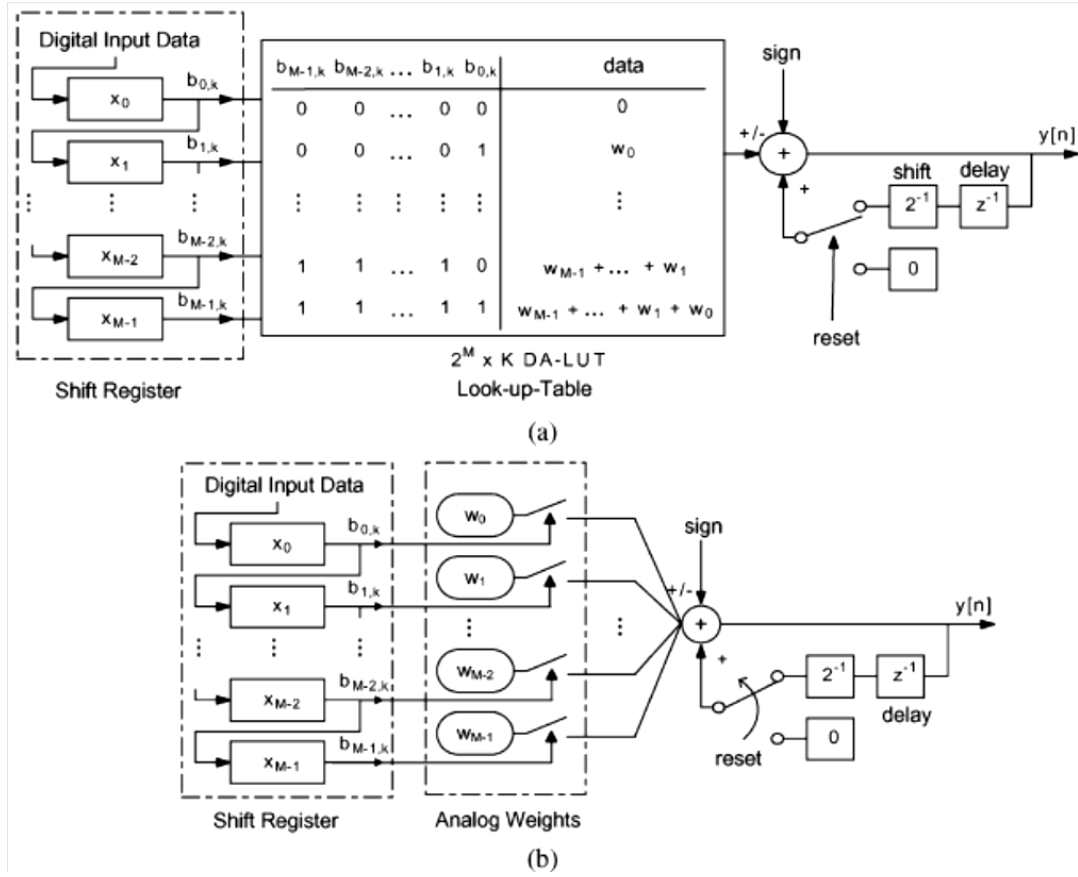 Digital Input Data
x0
b0,k
x1
b1,k
xM-2
bM-2,k
xM-1
bM-1,k
Shift Register
bM-1,k bM-2,k ... b1,k b0,k data
0 0 ... 0 0 0
0 0 ... 0 1 w0
1 1 ... 1 0 wM-1 + ... + w1
1 1 ... 1 1 wM-1 + ... + w1 + w0
2^M x K DA-LUT
Look-up-Table
sign
+/-
+
+
y[n]
shift
delay
2^-1
z^-1
0
reset
(a)
Digital Input Data
x0
b0,k
x1
b1,k
xM-2
bM-2,k
xM-1
bM-1,k
Shift Register
w0
w1
wM-2
wM-1
Analog Weights
sign
+/-
+
+
y[n]
2^-1
z^-1
delay
0
reset
(b)